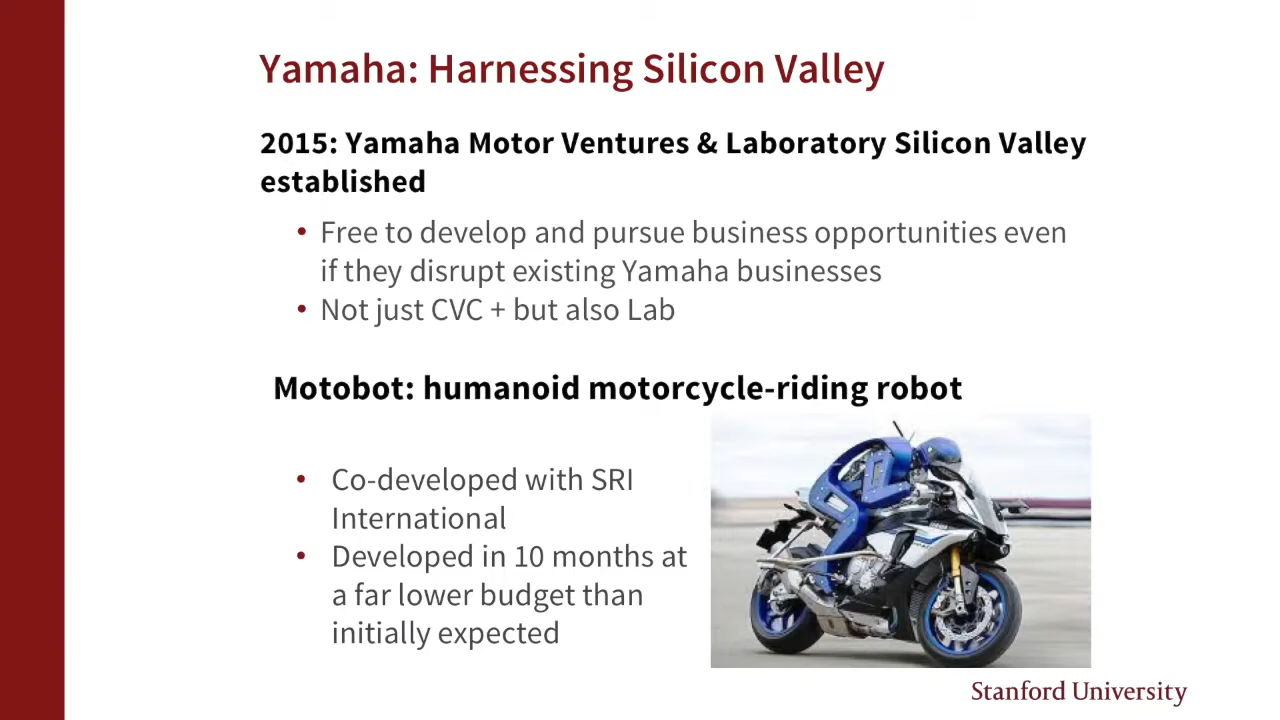 Yamaha: Harnessing Silicon Valley
2015: Yamaha Motor Ventures & Laboratory Silicon Valley
established
• Free to develop and pursue business opportunities even
if they disrupt existing Yamaha businesses
• Not just CVC + but also Lab
Motobot: humanoid motorcycle-riding robot
• Co-developed with SRI
International
• Developed in 10 months at
a far lower budget than
initially expected
Stanford University